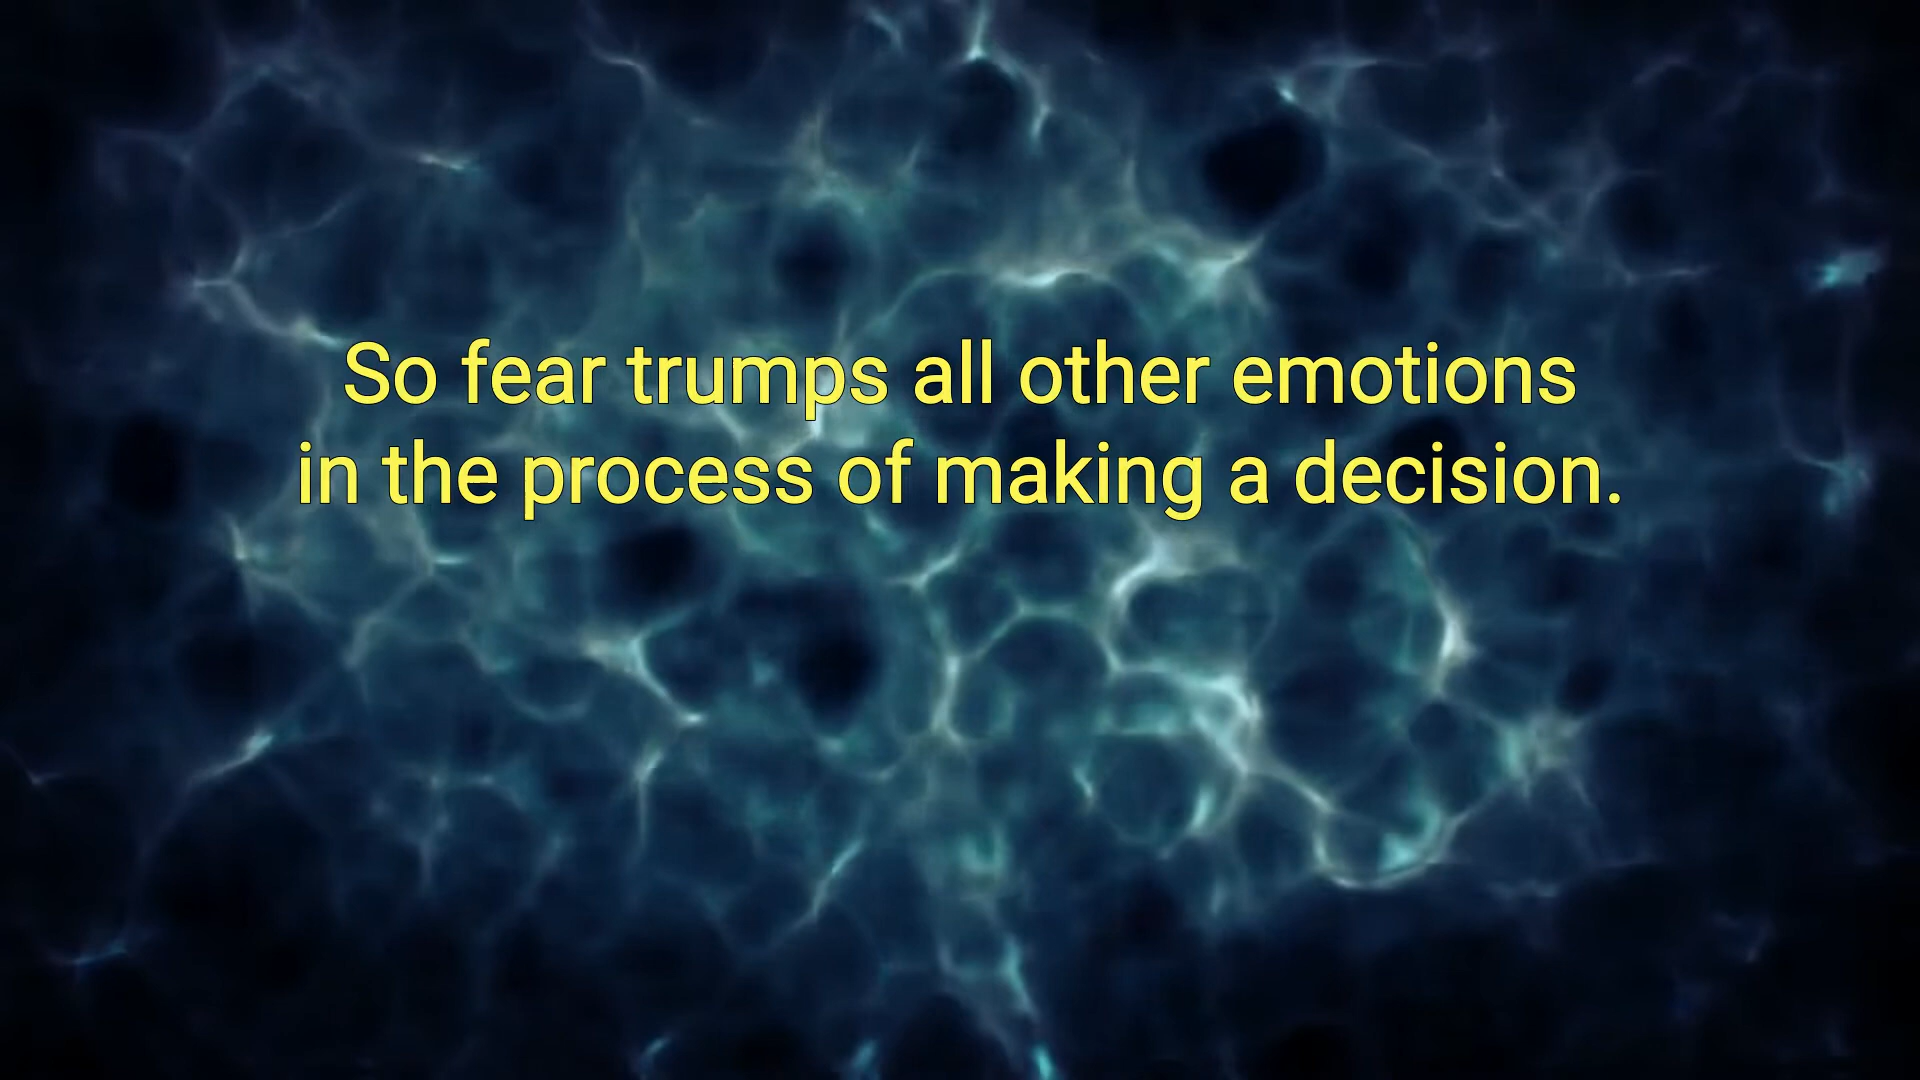 So fear trumps all other emotions
in the process of making a decision.